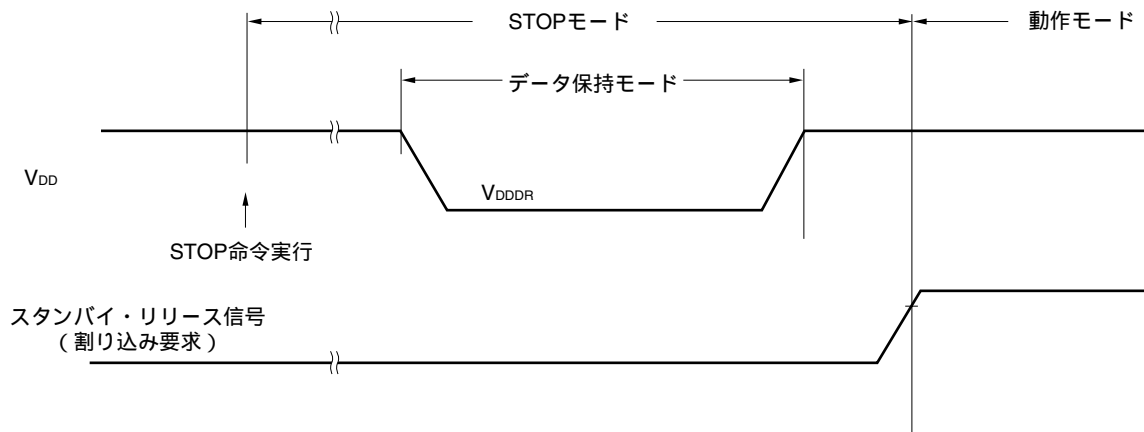 STOPモード
動作モード
データ保持モード
VDD
VDDDR
STOP命令実行
スタンバイ・リリース信号
(割り込み要求)